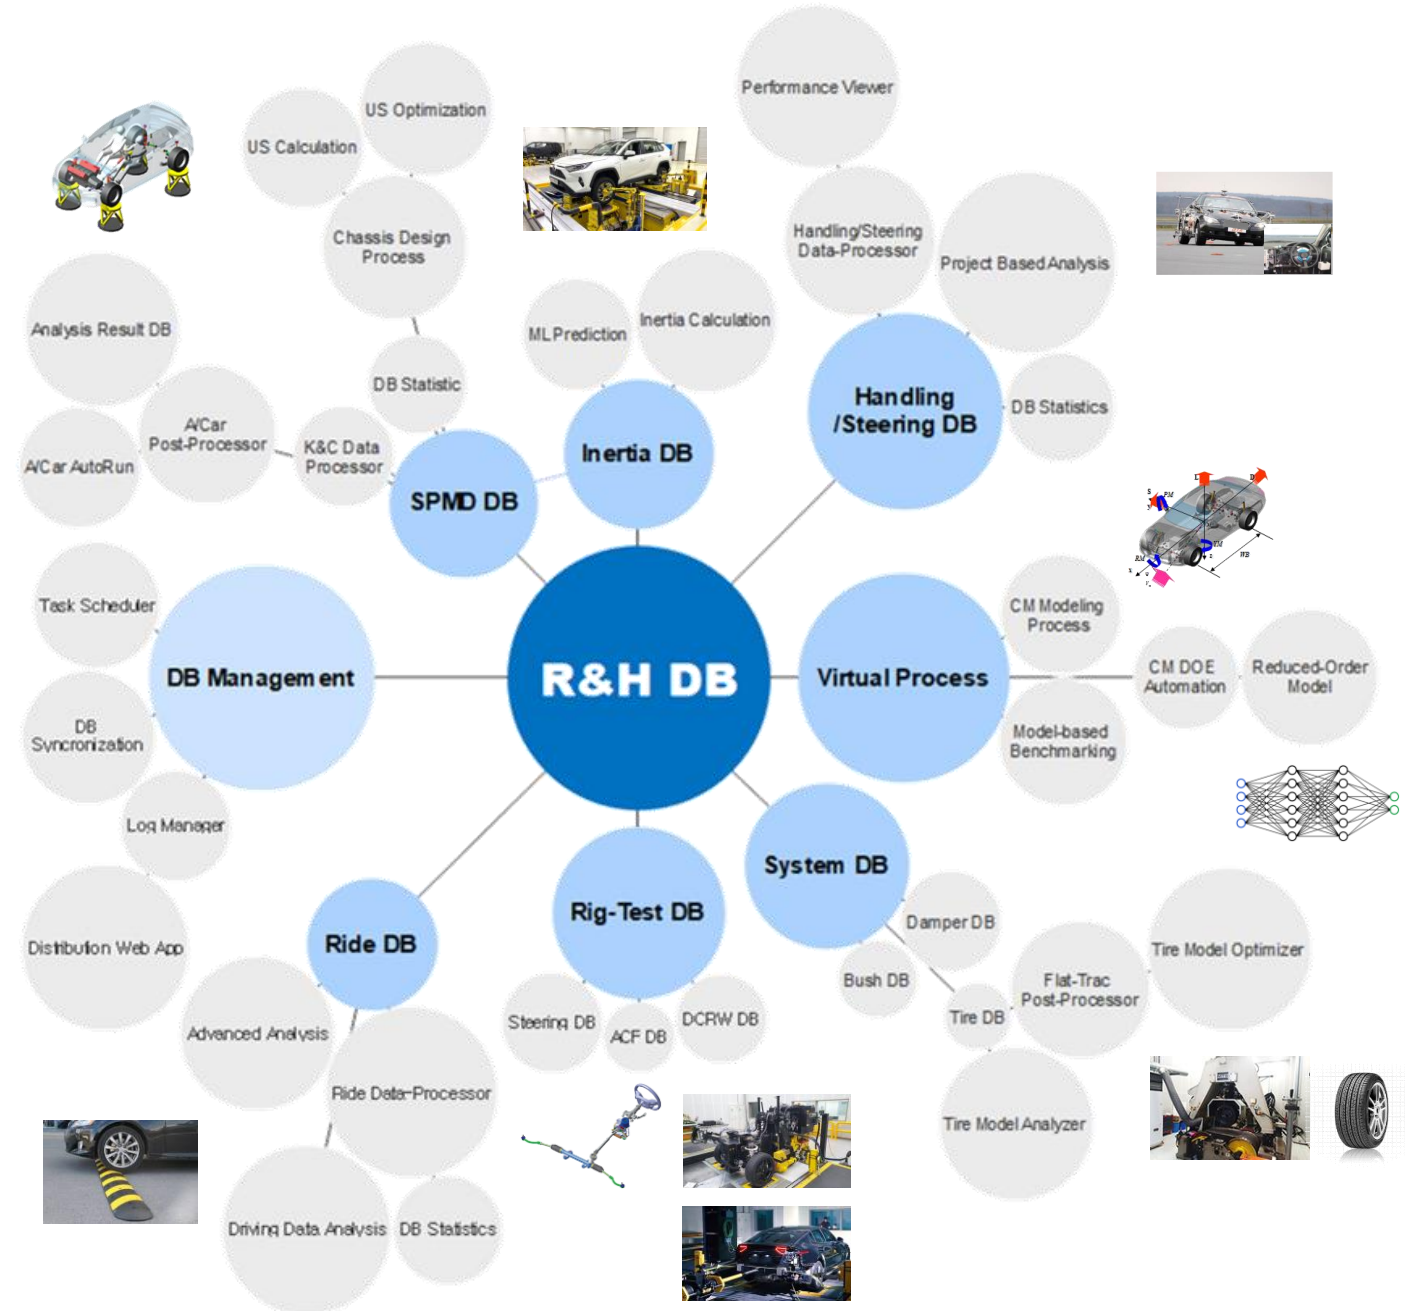 Performance Viewer
US Optimization
US Calculation
Chassis Design
Process
Handling/Steering
Data-Processor
Project Based Analysis
Analysis Result DB
ML Prediction
Inertia Calculation
DB Statistic
A/Car
Post-Processor
K&C Data
Processor
A/Car AutoRun
SPMD DB
Inertia DB
Handling
/Steering DB
DB Statistics
L
D
S
PM
RM
YM
WB
Task Scheduler
DB Management
DB
Syncronization
Log Manager
Distribution Web App
R&H DB
Virtual Process
CM Modeling
Process
CM DOE
Automation
Reduced-Order
Model
Model-based
Benchmarking
System DB
Rig-Test DB
Ride DB
Damper DB
Bush DB
Tire DB
Flat-Trac
Post-Processor
Tire Model Optimizer
Tire Model Analyzer
Steering DB
ACF DB
DCRW DB
Advanced Analysis
Ride Data-Processor
Driving Data Analysis
DB Statistics